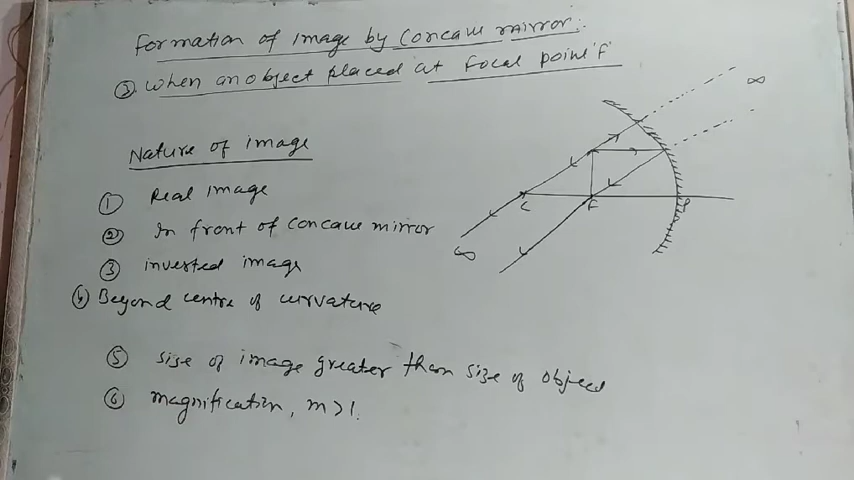 Formation of image by Concave mirror:
③ When an object placed at focal point 'F'
Nature of image
① Real image
② In front of concave mirror
③ inverted image
④ Beyond centre of curvature
⑤ size of image greater than size of object
⑥ magnification, m>1.
∞
C
F
P
∞